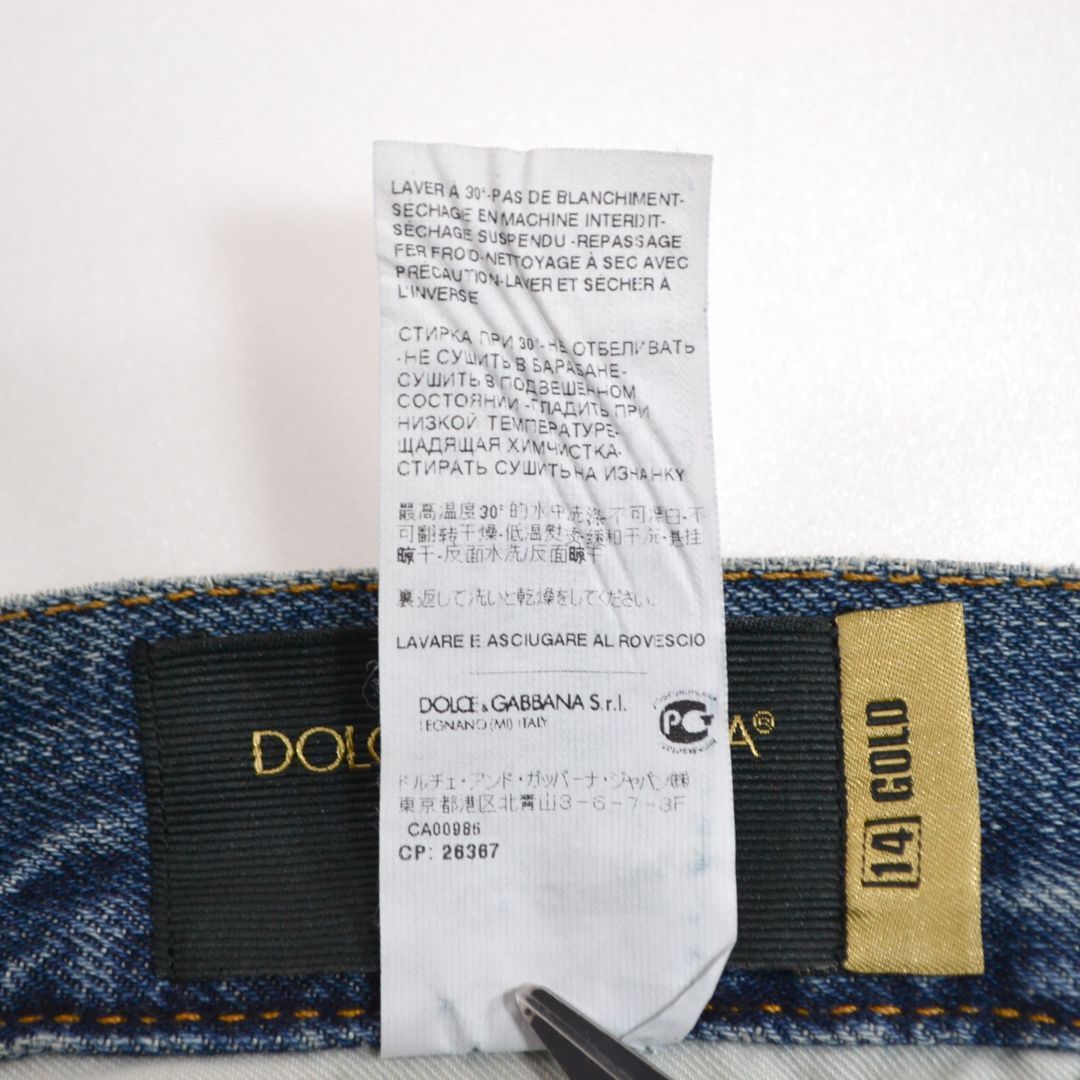 LAVER À 30°-PAS DE BLANCHIMENT-
SÉCHAGE EN MACHINE INTERDIT-
SÉCHAGE SUSPENDU -REPASSAGE
FER FROID-NETTOYAGE À SEC AVEC
PRÉCAUTION-LAVER ET SÉCHER À
L'INVERSE
СТИРКА ПРИ 30°-НЕ ОТБЕЛИВАТЬ
-НЕ СУШИТЬ В БАРАБАНЕ-
СУШИТЬ В ПОДВЕШЕННОМ
СОСТОЯНИИ -ГЛАДИТЬ ПРИ
НИЗКОЙ ТЕМПЕРАТУРЕ-
ЩАДЯЩАЯ ХИМЧИСТКА-
СТИРАТЬ СУШИТЬ НА ИЗНАНКУ
最高温度30°的水中洗涤-不可漂白-不
可翻转干燥-低温熨烫-缓和干洗-悬挂
晾干-反面水洗/反面晾干
裏返して洗いと乾燥をしてください.
LAVARE E ASCIUGARE AL ROVESCIO
DOLCE & GABBANA S.r.l.
LEGNANO (MI) ITALY
РСТ
ドルチェ・アンド・ガッバーナ・ジャパン㈱
東京都港区北青山3-6-7-3F
CA00986
CP: 26367
DOLC A®
14 GOLD